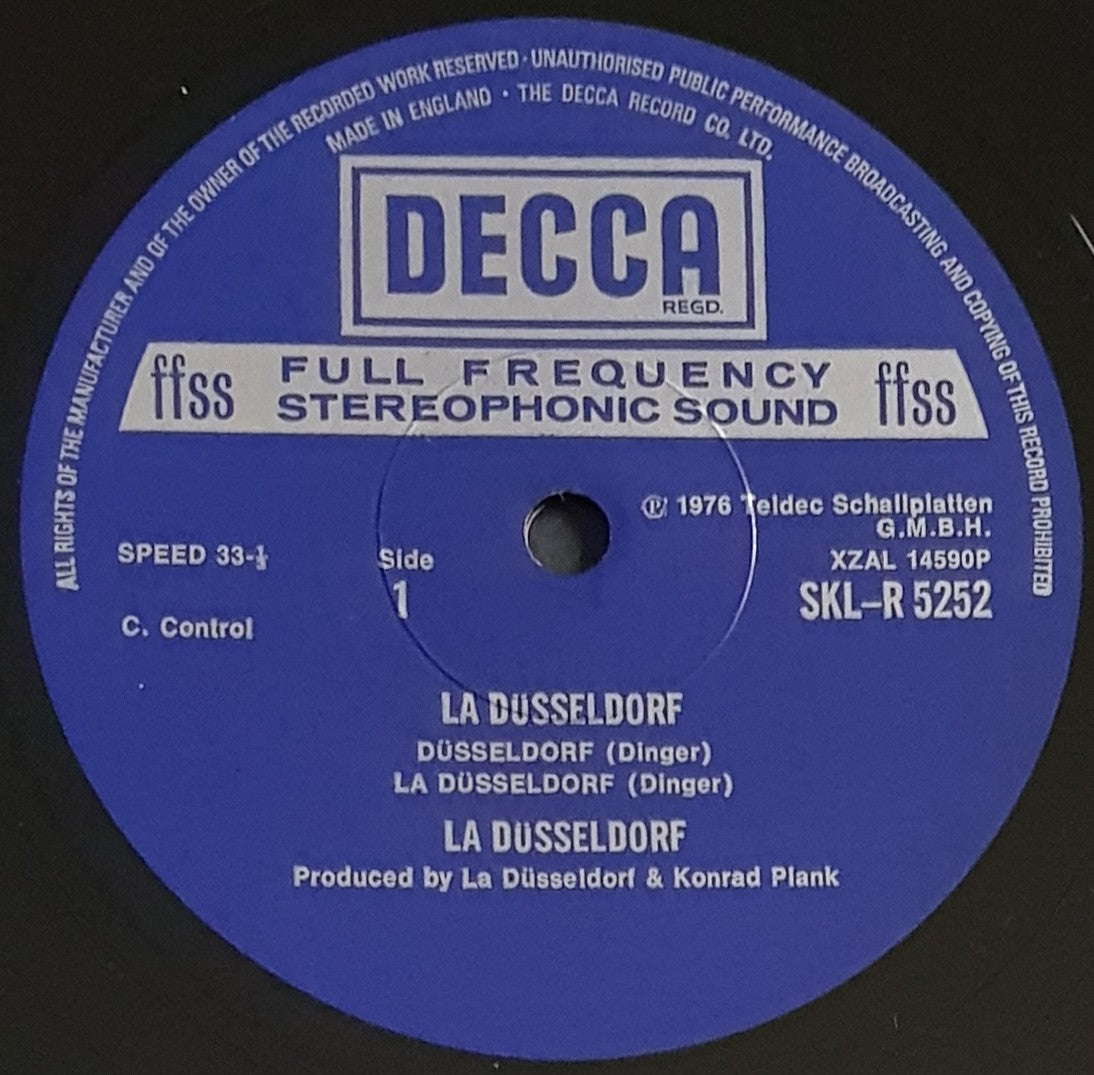 ALL RIGHTS OF THE MANUFACTURER AND OF THE OWNER OF THE RECORDED WORK RESERVED · UNAUTHORISED PUBLIC PERFORMANCE BROADCASTING AND COPYING OF THIS RECORD PROHIBITED
MADE IN ENGLAND · THE DECCA RECORD CO. LTD.
DECCA
REGD.
ffss FULL FREQUENCY STEREOPHONIC SOUND ffss
℗ 1976 Teldec Schallplatten
G.M.B.H.
SPEED 33-⅓ Side XZAL 14590P
1 SKL–R 5252
C. Control
LA DÜSSELDORF
DÜSSELDORF (Dinger)
LA DÜSSELDORF (Dinger)
LA DÜSSELDORF
Produced by La Düsseldorf & Konrad Plank